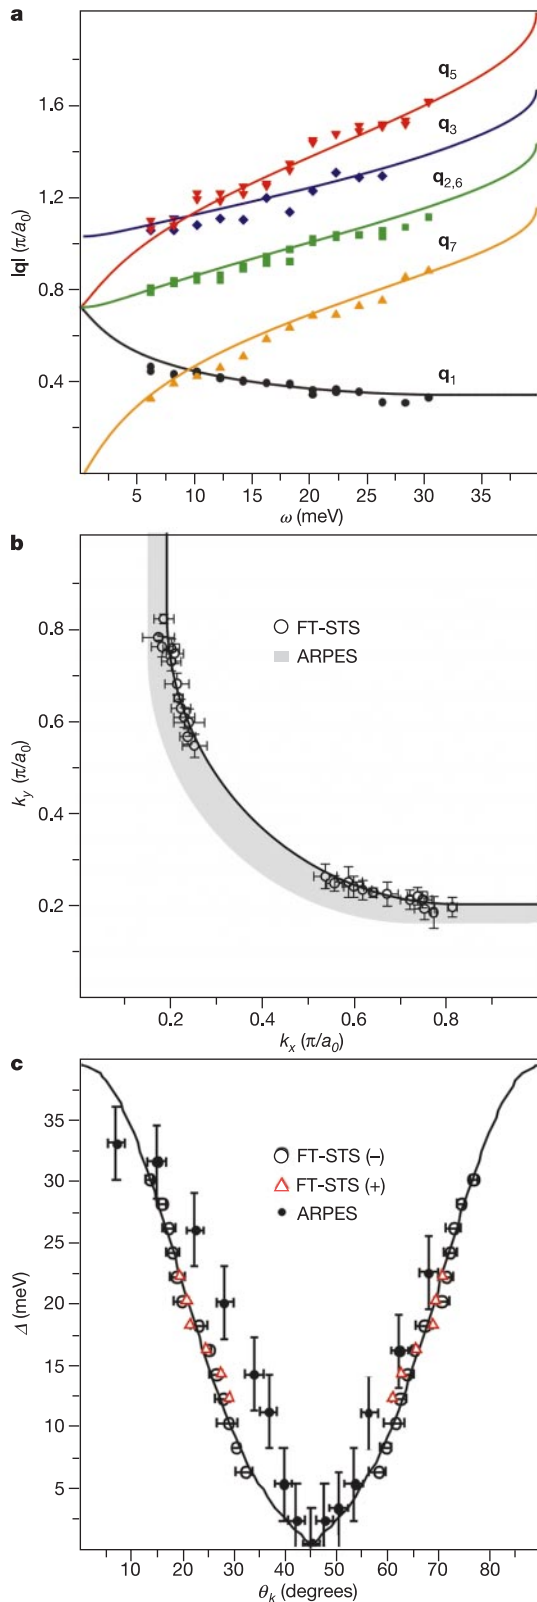 a
1.6
1.2
0.8
0.4
|q| (π/a₀)
q₅
q₃
q₂,₆
q₇
q₁
5 10 15 20 25 30 35
ω (meV)
b
0.8
0.6
0.4
0.2
k_y (π/a₀)
FT-STS
ARPES
0.2 0.4 0.6 0.8
k_x (π/a₀)
c
35
30
25
20
15
10
5
Δ (meV)
FT-STS (–)
FT-STS (+)
ARPES
10 20 30 40 50 60 70 80
θ_k (degrees)